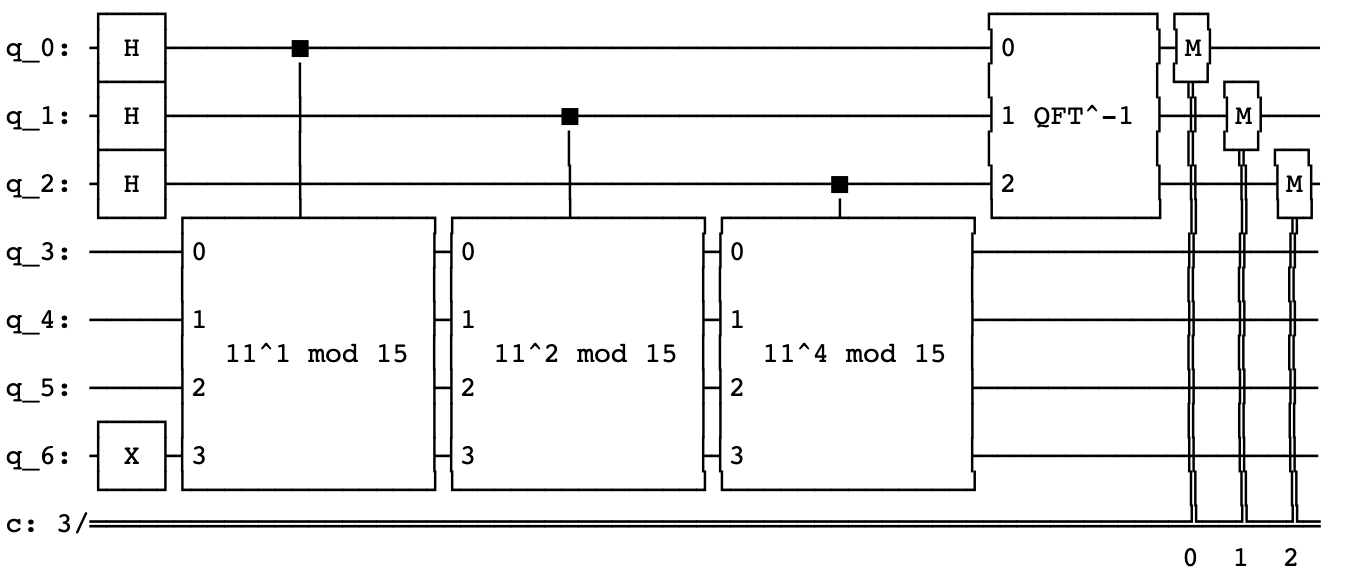 q_0: H 0 M
q_1: H 1 QFT^-1 M
q_2: H 2 M
q_3: 0 0 0
q_4: 1 1 1
11^1 mod 15 11^2 mod 15 11^4 mod 15
q_5: 2 2 2
q_6: X 3 3 3
c: 3/
0 1 2